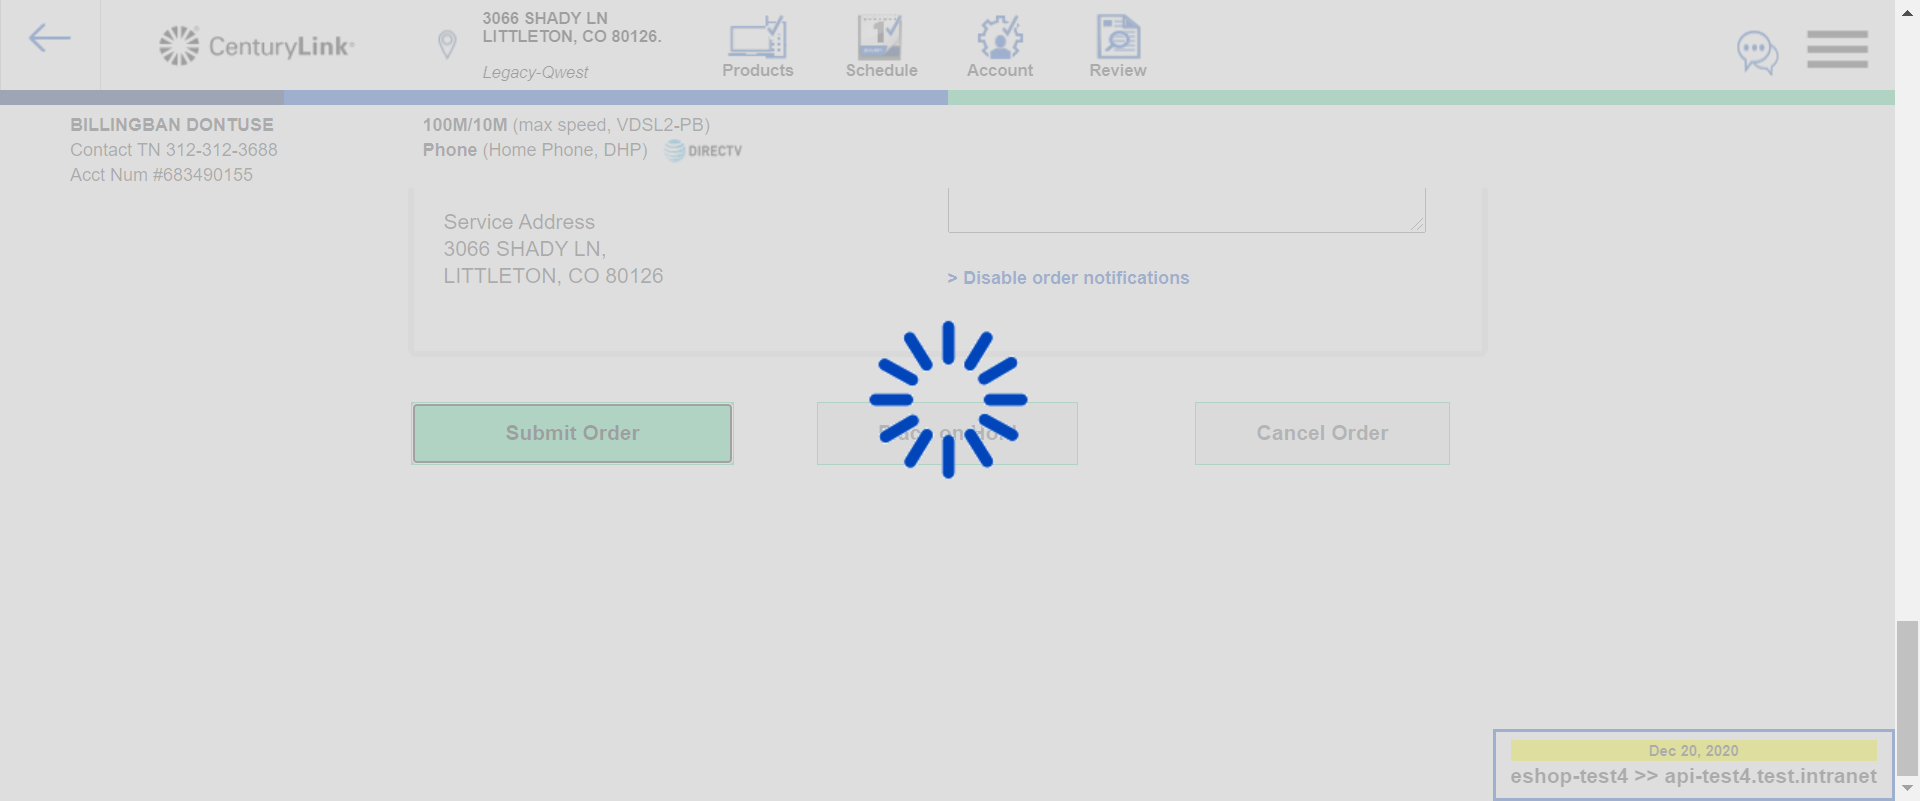 CenturyLink
3066 SHADY LN
LITTLETON, CO 80126.
Legacy-Qwest
Products
Schedule
Account
Review
BILLINGBAN DONTUSE
Contact TN 312-312-3688
Acct Num #683490155
100M/10M (max speed, VDSL2-PB)
Phone (Home Phone, DHP) DIRECTV
Service Address
3066 SHADY LN,
LITTLETON, CO 80126
> Disable order notifications
Submit Order
Place on Hold
Cancel Order
Dec 20, 2020
eshop-test4 >> api-test4.test.intranet